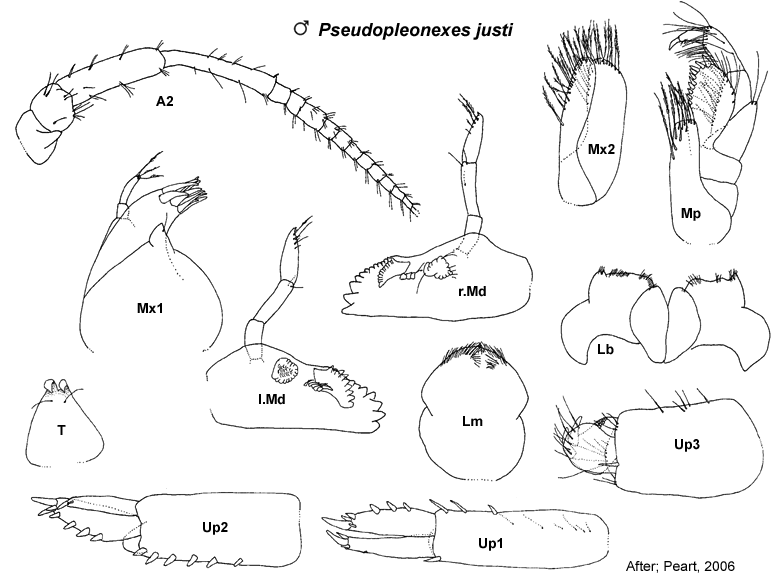 ♂ Pseudopleonexes justi
A2
Mx2
Mp
Mx1
r.Md
l.Md
Lb
Lm
T
Up3
Up2
Up1
After; Peart, 2006